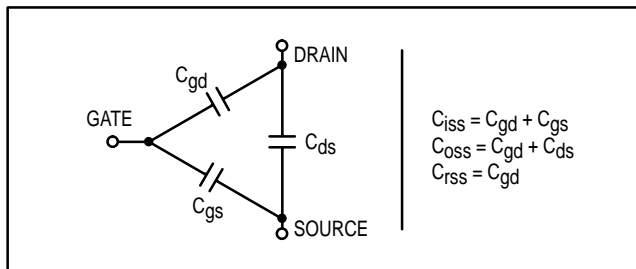 DRAIN
Cgd
GATE
Cds
Cgs
SOURCE
Ciss = Cgd + Cgs
Coss = Cgd + Cds
Crss = Cgd